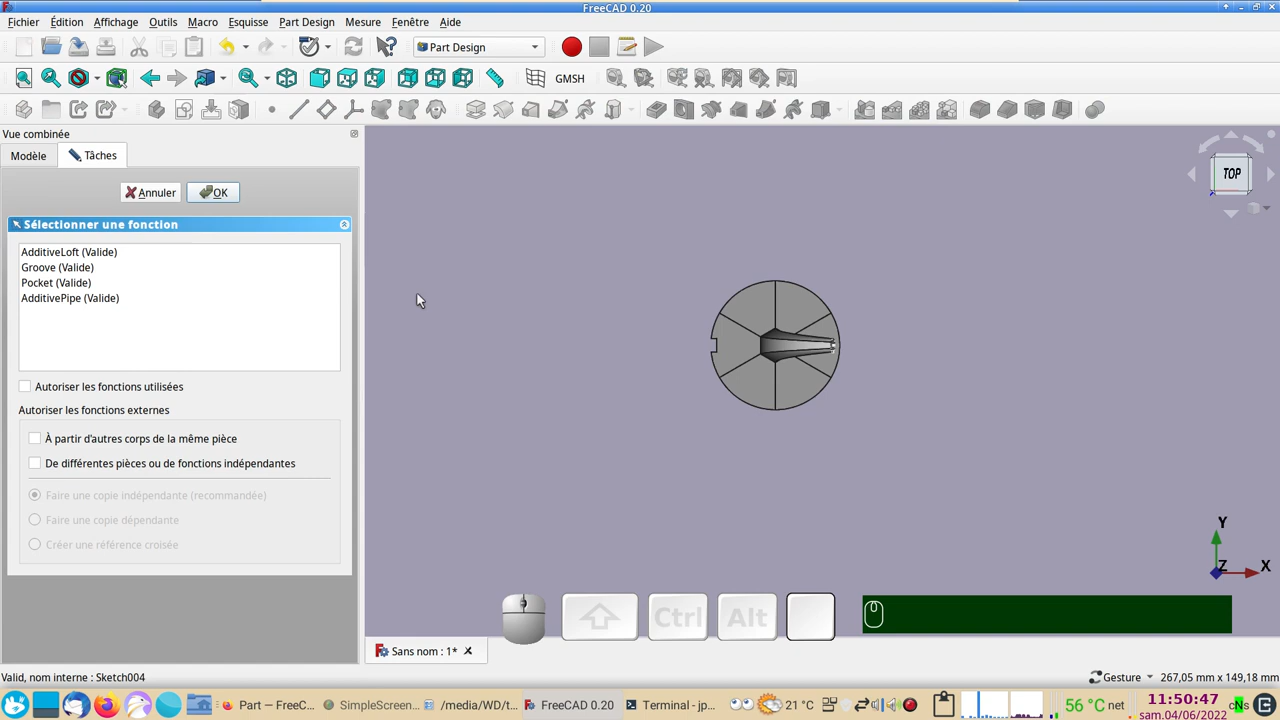 FreeCAD 0.20
Fichier Édition Affichage Outils Macro Esquisse Part Design Mesure Fenêtre Aide
Part Design
GMSH
Vue combinée
Modèle Tâches
Annuler OK
Sélectionner une fonction
AdditiveLoft (Valide)
Groove (Valide)
Pocket (Valide)
AdditivePipe (Valide)
Autoriser les fonctions utilisées
Autoriser les fonctions externes
À partir d'autres corps de la même pièce
De différentes pièces ou de fonctions indépendantes
Faire une copie indépendante (recommandée)
Faire une copie dépendante
Créer une référence croisée
TOP
Y
Z X
Ctrl Alt
Sans nom : 1*
Valid, nom interne : Sketch004 Gesture 267,05 mm x 149,18 mm
Part — FreeC... SimpleScreen... /media/WD/t... FreeCAD 0.20 Terminal - jp... 21 °C 56 °C net 11:50:47
sam.04/06/2022